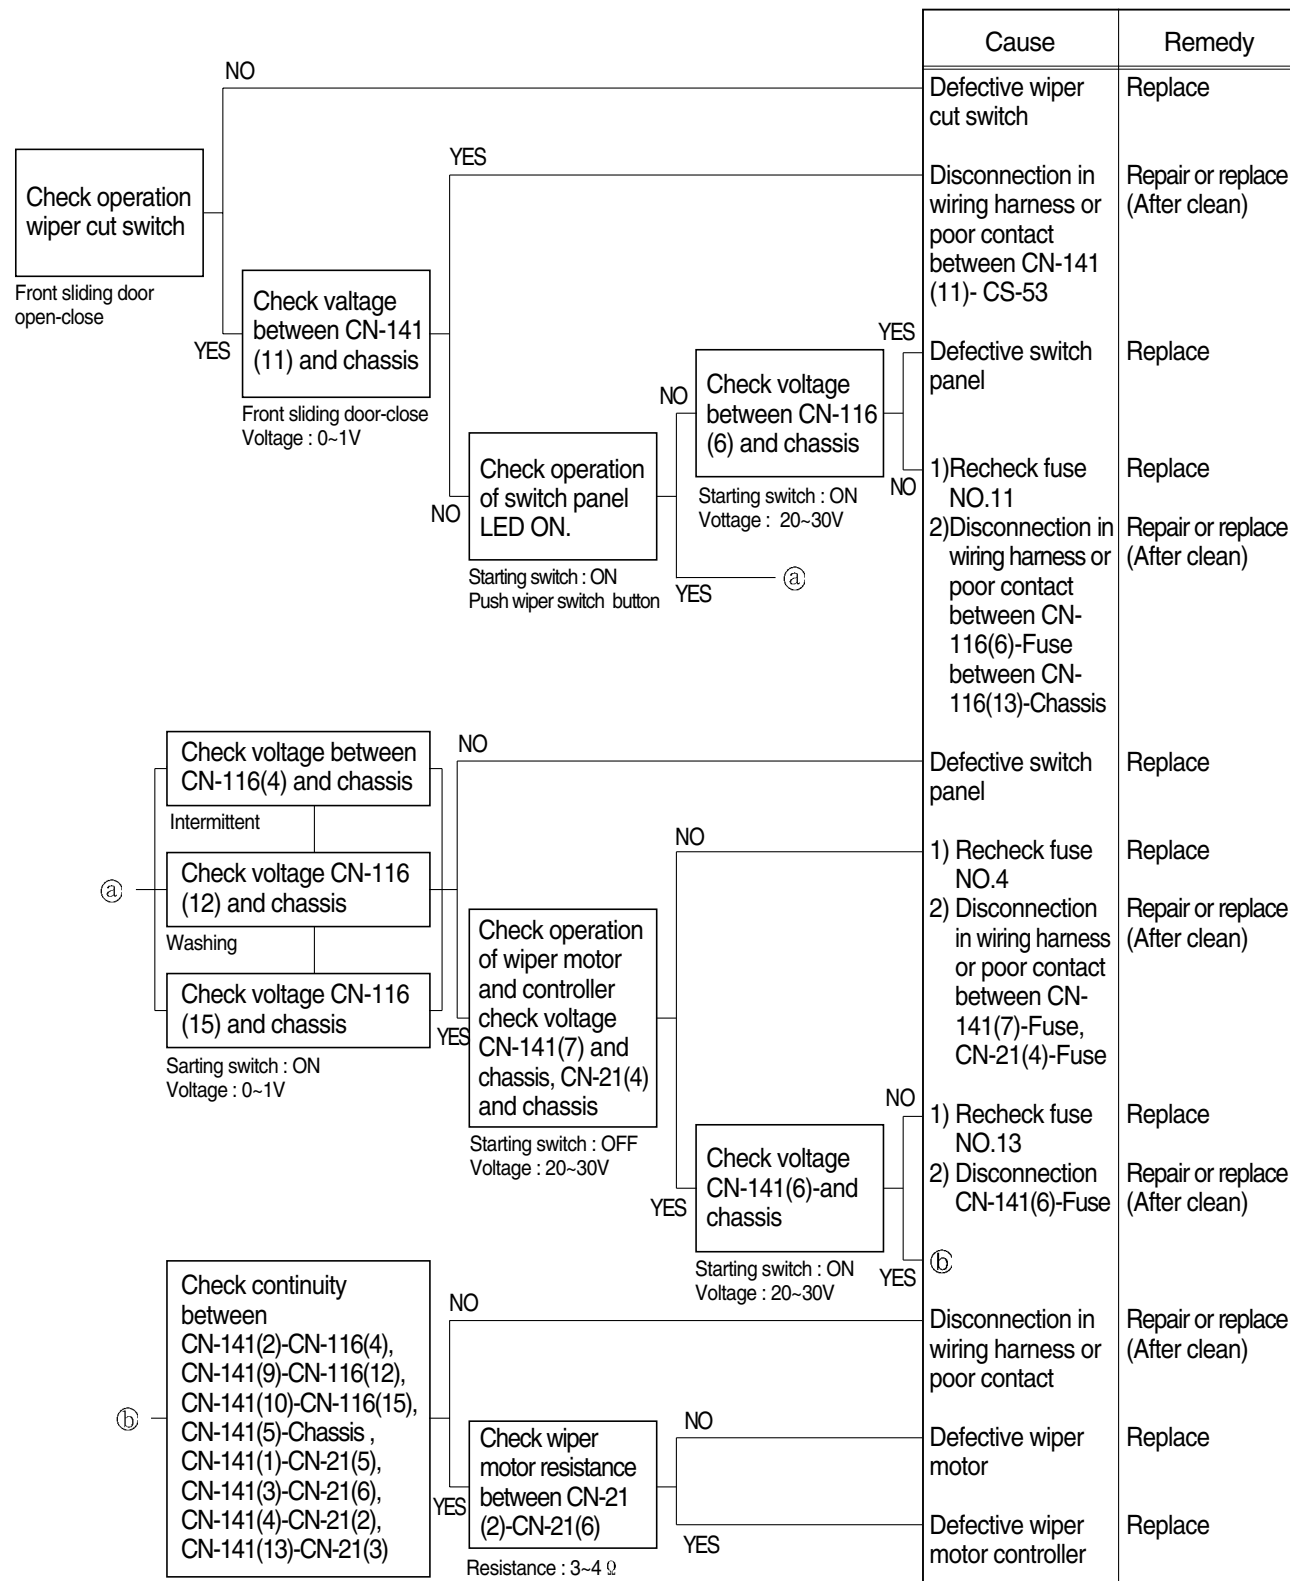 Cause Remedy
NO
Defective wiper Replace
cut switch
YES
Check operation
wiper cut switch
Front sliding door
open-close
Disconnection in Repair or replace
wiring harness or (After clean)
poor contact
between CN-141
(11)- CS-53
YES
Check valtage
between CN-141
(11) and chassis
Front sliding door-close
Voltage : 0~1V
YES
Defective switch Replace
panel
NO
Check voltage
between CN-116
(6) and chassis
Starting switch : ON
Vottage : 20~30V
NO
Check operation
of switch panel
LED ON.
Starting switch : ON
Push wiper switch button
NO
1)Recheck fuse Replace
NO.11
2)Disconnection in Repair or replace
wiring harness or (After clean)
poor contact
between CN-
116(6)-Fuse
between CN-
116(13)-Chassis
YES
ⓐ
ⓐ
Check voltage between
CN-116(4) and chassis
Intermittent
Check voltage CN-116
(12) and chassis
Washing
Check voltage CN-116
(15) and chassis
Sarting switch : ON
Voltage : 0~1V
NO
Defective switch Replace
panel
YES
Check operation
of wiper motor
and controller
check voltage
CN-141(7) and
chassis, CN-21(4)
and chassis
Starting switch : OFF
Voltage : 20~30V
NO
1) Recheck fuse Replace
NO.4
2) Disconnection Repair or replace
in wiring harness (After clean)
or poor contact
between CN-
141(7)-Fuse,
CN-21(4)-Fuse
YES
Check voltage
CN-141(6)-and
chassis
Starting switch : ON
Voltage : 20~30V
NO
1) Recheck fuse Replace
NO.13
2) Disconnection Repair or replace
CN-141(6)-Fuse (After clean)
YES
ⓑ
ⓑ
Check continuity
between
CN-141(2)-CN-116(4),
CN-141(9)-CN-116(12),
CN-141(10)-CN-116(15),
CN-141(5)-Chassis ,
CN-141(1)-CN-21(5),
CN-141(3)-CN-21(6),
CN-141(4)-CN-21(2),
CN-141(13)-CN-21(3)
NO
Disconnection in Repair or replace
wiring harness or (After clean)
poor contact
YES
Check wiper
motor resistance
between CN-21
(2)-CN-21(6)
Resistance : 3~4 Ω
NO
Defective wiper Replace
motor
YES
Defective wiper Replace
motor controller